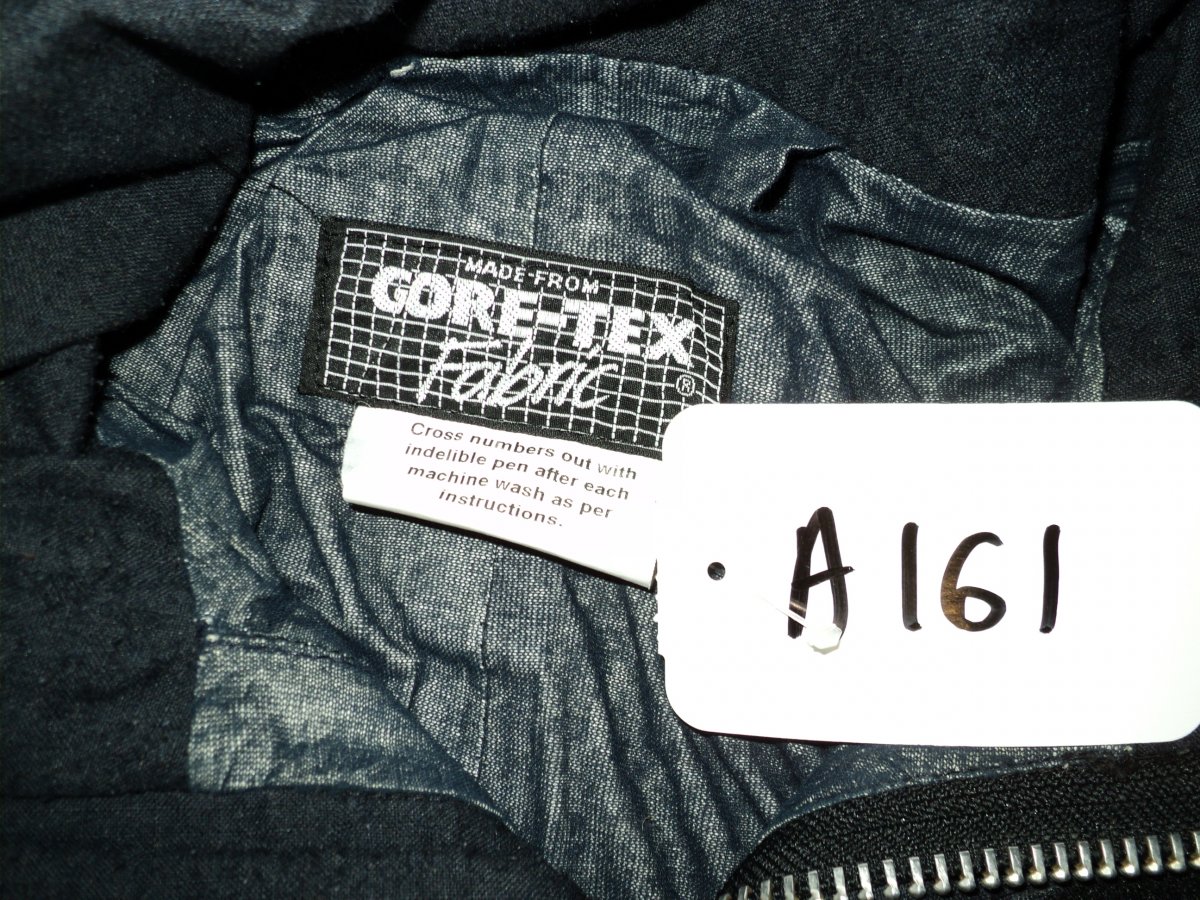 MADE-FROM
GORE-TEX
Fabric ®
Cross numbers out with
indelible pen after each
machine wash as per
instructions.
A161